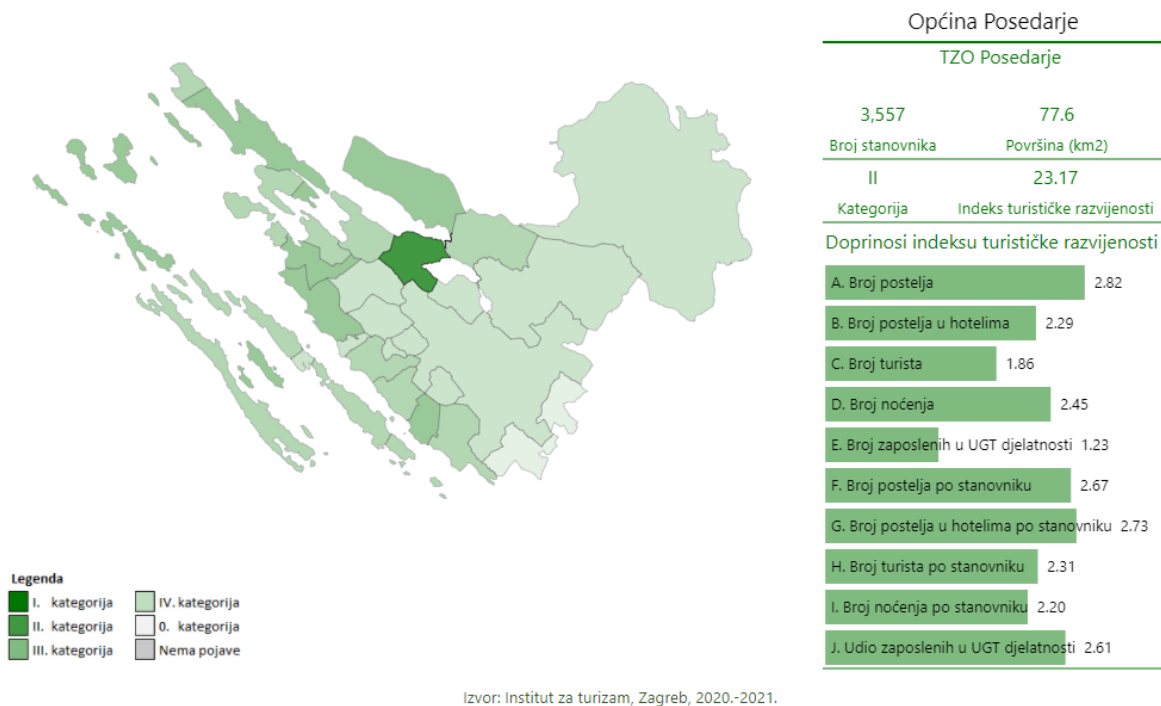 Općina Posedarje
TZO Posedarje
3,557 77.6
Broj stanovnika Površina (km2)
II 23.17
Kategorija Indeks turističke razvijenosti
Doprinosi indeksu turističke razvijenosti
A. Broj postelja 2.82
B. Broj postelja u hotelima 2.29
C. Broj turista 1.86
D. Broj noćenja 2.45
E. Broj zaposlenih u UGT djelatnosti 1.23
F. Broj postelja po stanovniku 2.67
G. Broj postelja u hotelima po stanovniku 2.73
H. Broj turista po stanovniku 2.31
I. Broj noćenja po stanovniku 2.20
J. Udio zaposlenih u UGT djelatnosti 2.61
Legenda
I. kategorija IV. kategorija
II. kategorija 0. kategorija
III. kategorija Nema pojave
Izvor: Institut za turizam, Zagreb, 2020.-2021.